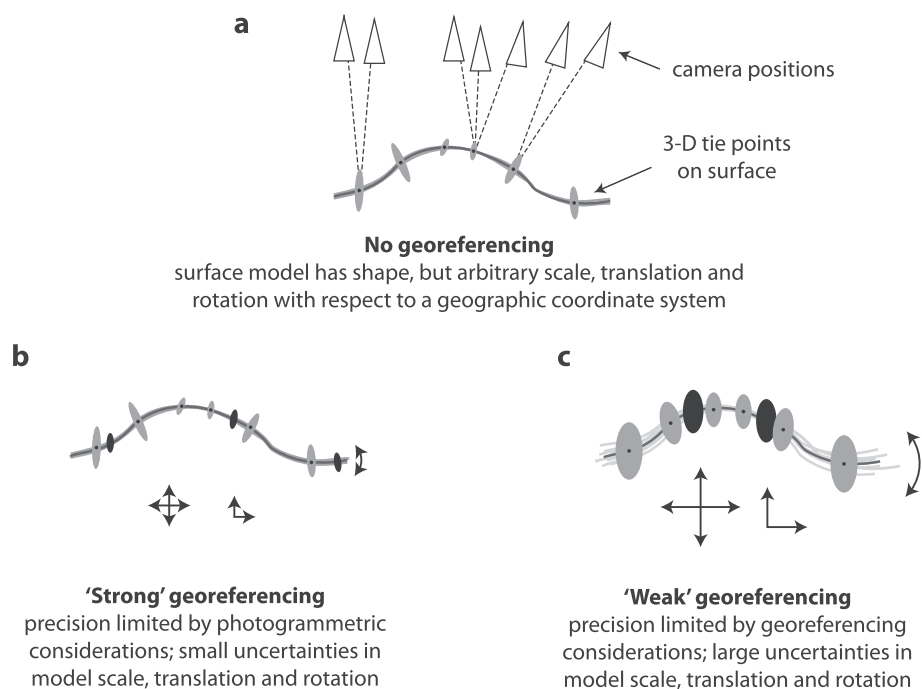 a
camera positions
3-D tie points
on surface
No georeferencing
surface model has shape, but arbitrary scale, translation and
rotation with respect to a geographic coordinate system
b
c
‘Strong’ georeferencing
precision limited by photogrammetric
considerations; small uncertainties in
model scale, translation and rotation
‘Weak’ georeferencing
precision limited by georeferencing
considerations; large uncertainties in
model scale, translation and rotation